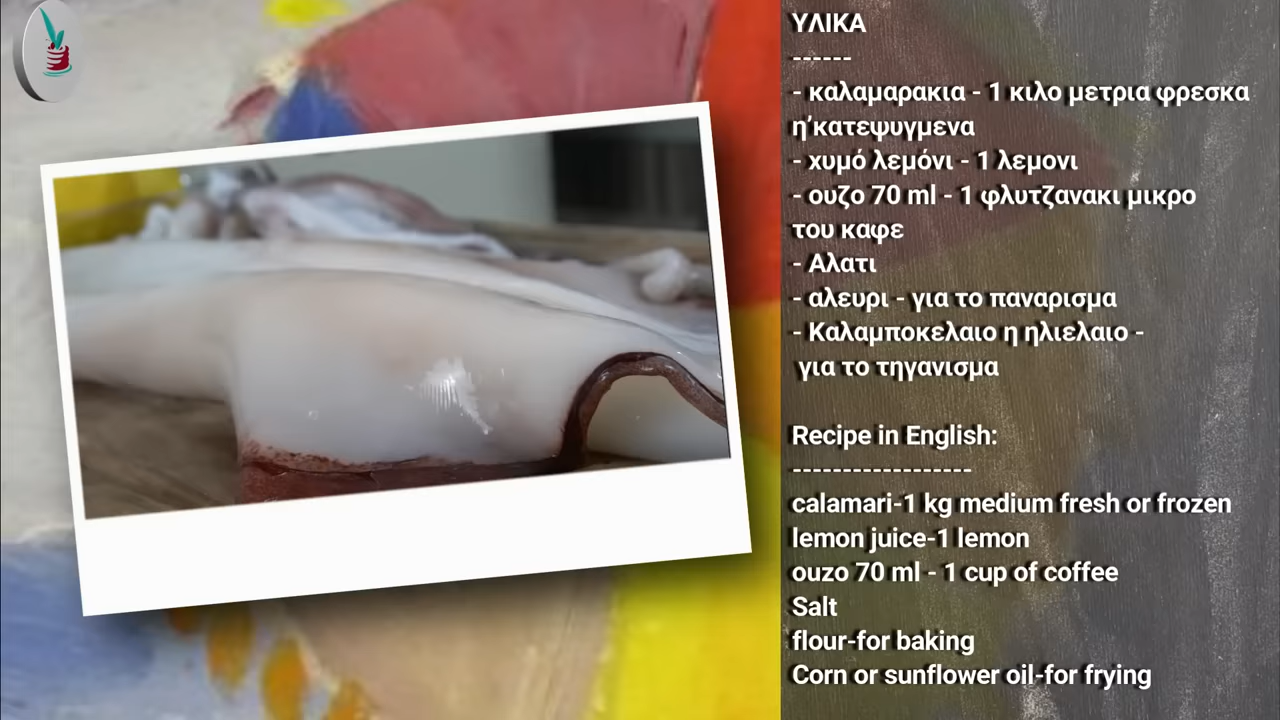 ΥΛΙΚΑ
------
- καλαμαρακια - 1 κιλο μετρια φρεσκα
η'κατεψυγμενα
- χυμό λεμόνι - 1 λεμονι
- ουζο 70 ml - 1 φλυτζανακι μικρο
του καφε
- Αλατι
- αλευρι - για το παναρισμα
- Καλαμποκελαιο η ηλιελαιο -
για το τηγανισμα
Recipe in English:
------------------
calamari-1 kg medium fresh or frozen
lemon juice-1 lemon
ouzo 70 ml - 1 cup of coffee
Salt
flour-for baking
Corn or sunflower oil-for frying